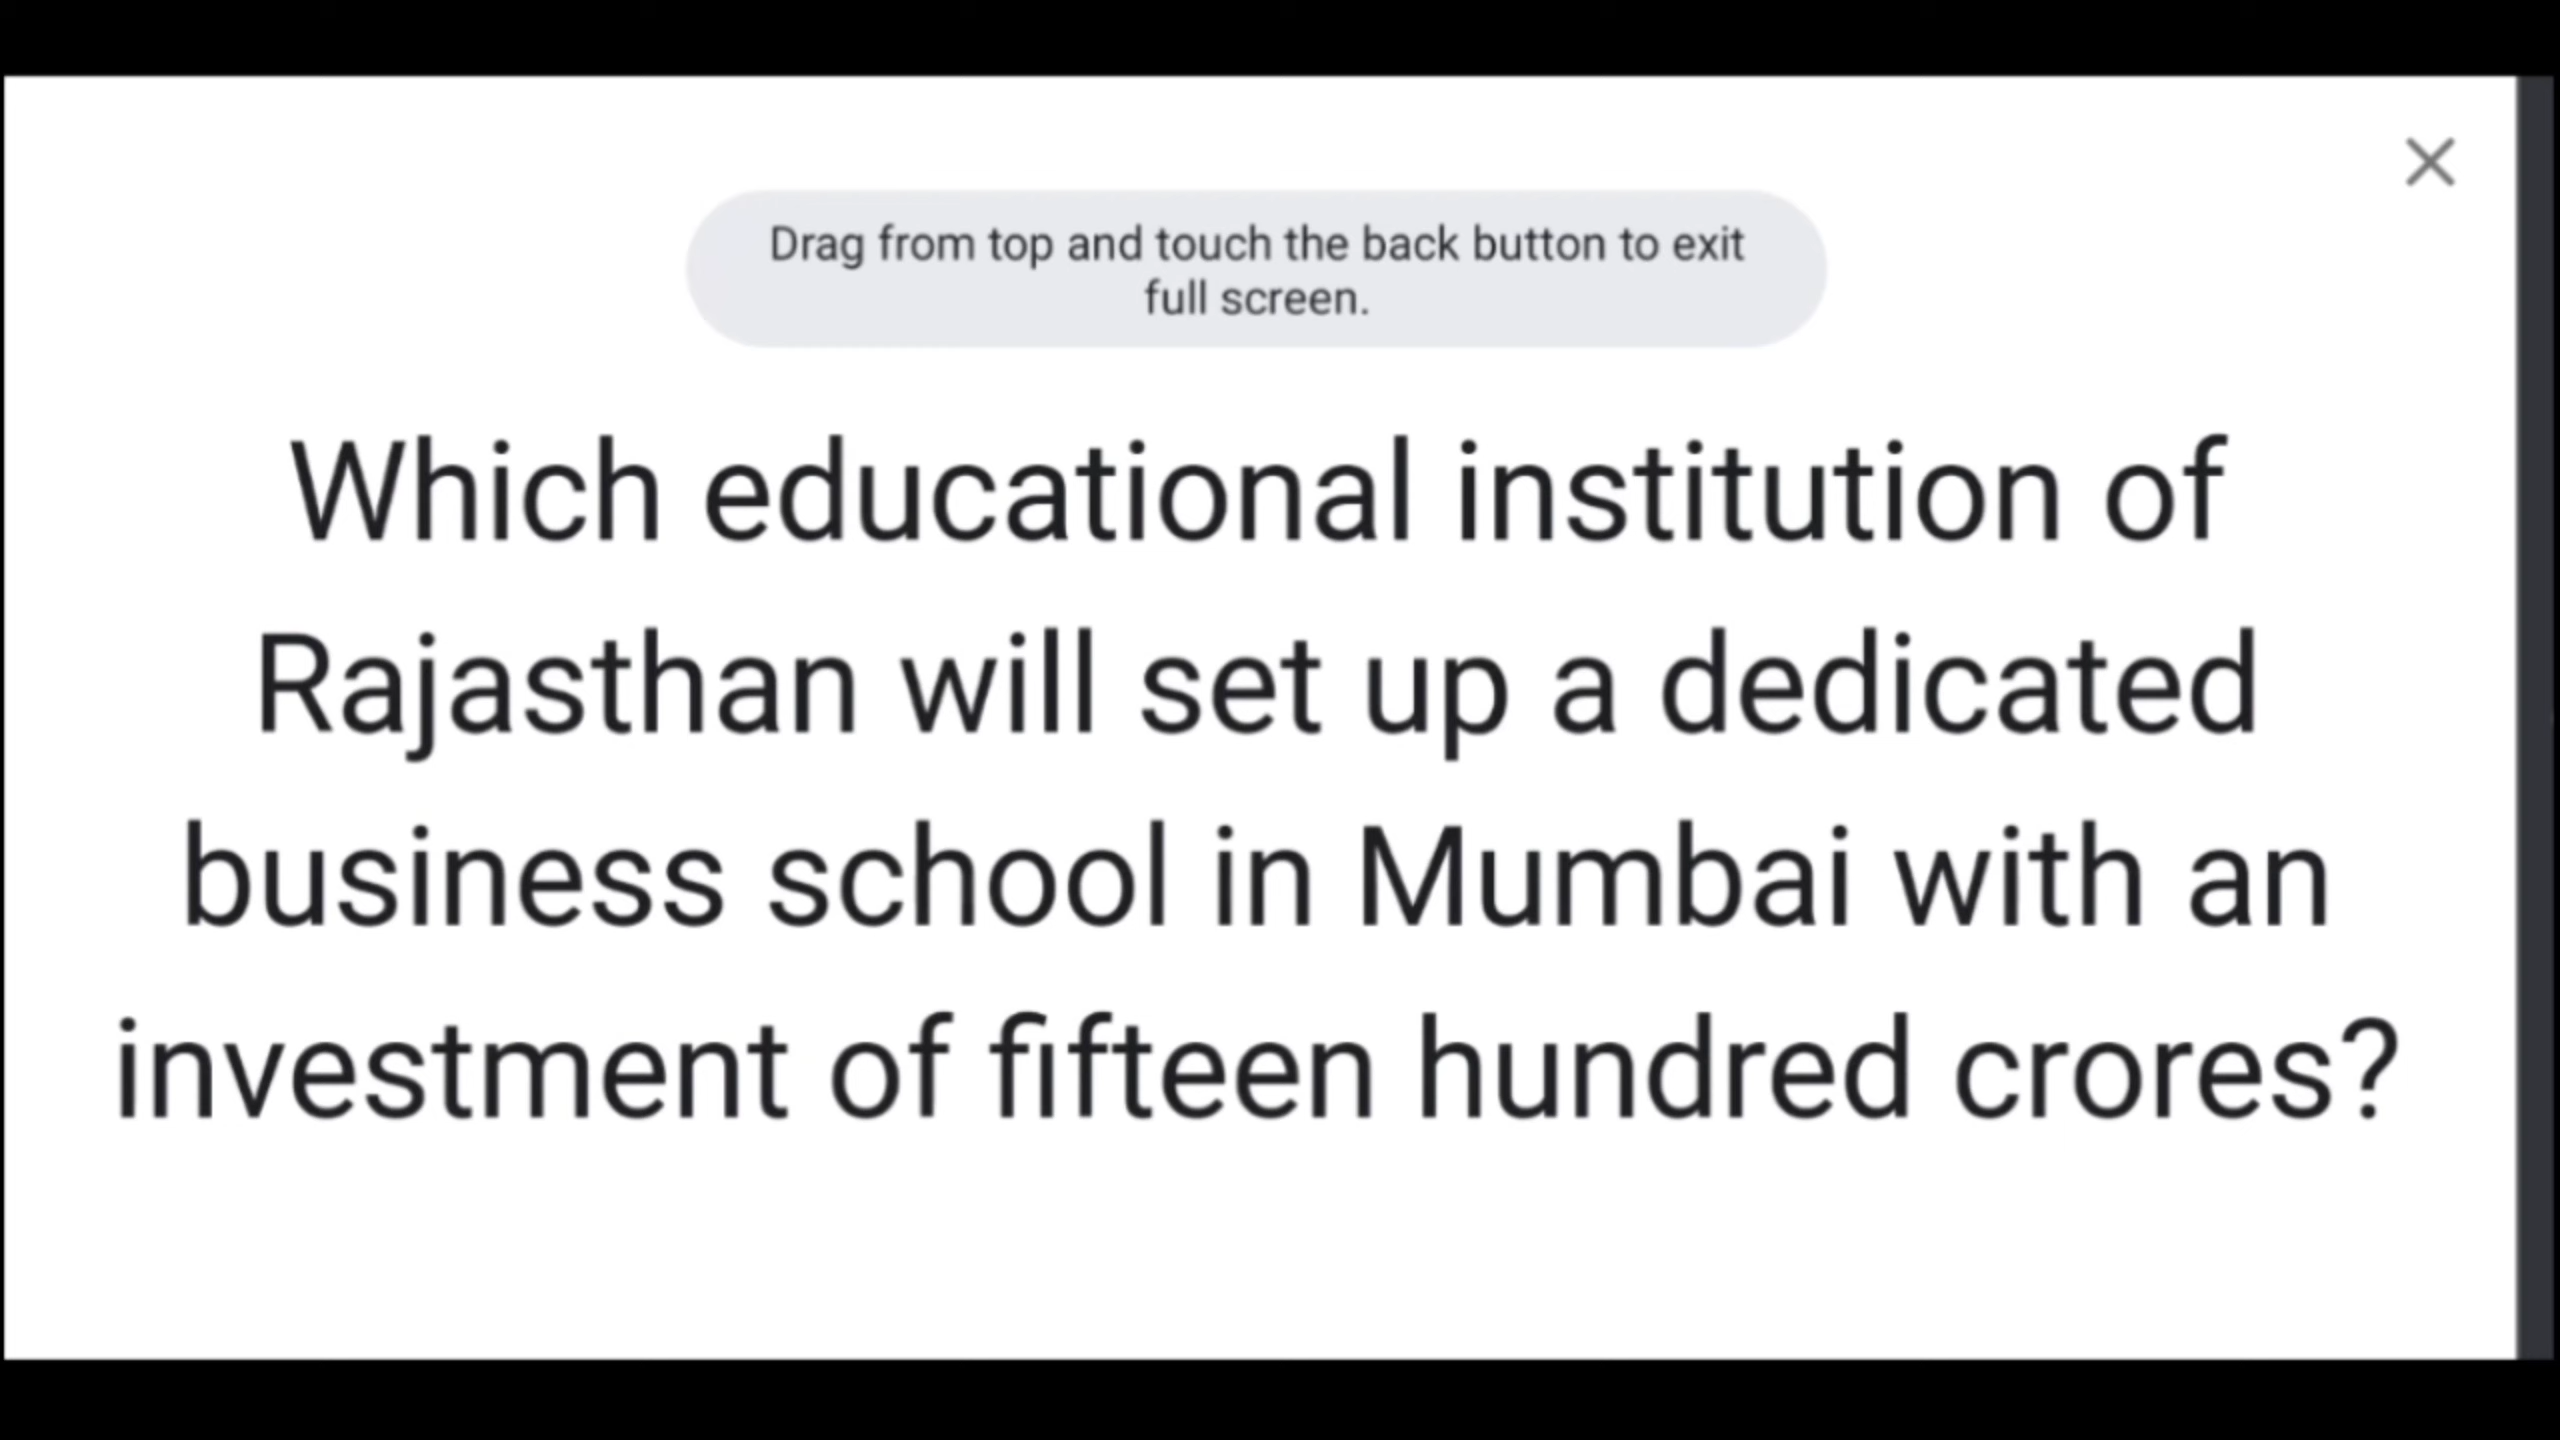 Drag from top and touch the back button to exit
full screen.
Which educational institution of
Rajasthan will set up a dedicated
business school in Mumbai with an
investment of fifteen hundred crores?